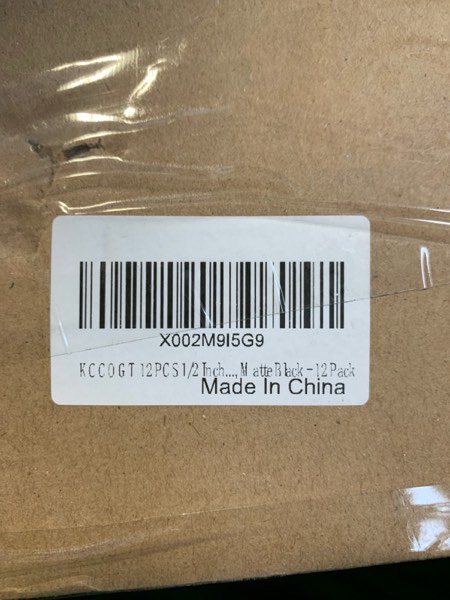 X002M9I5G9
KCCOGT 12PCS 1/2 Inch..., Matte Black - 12 Pack
Made In China